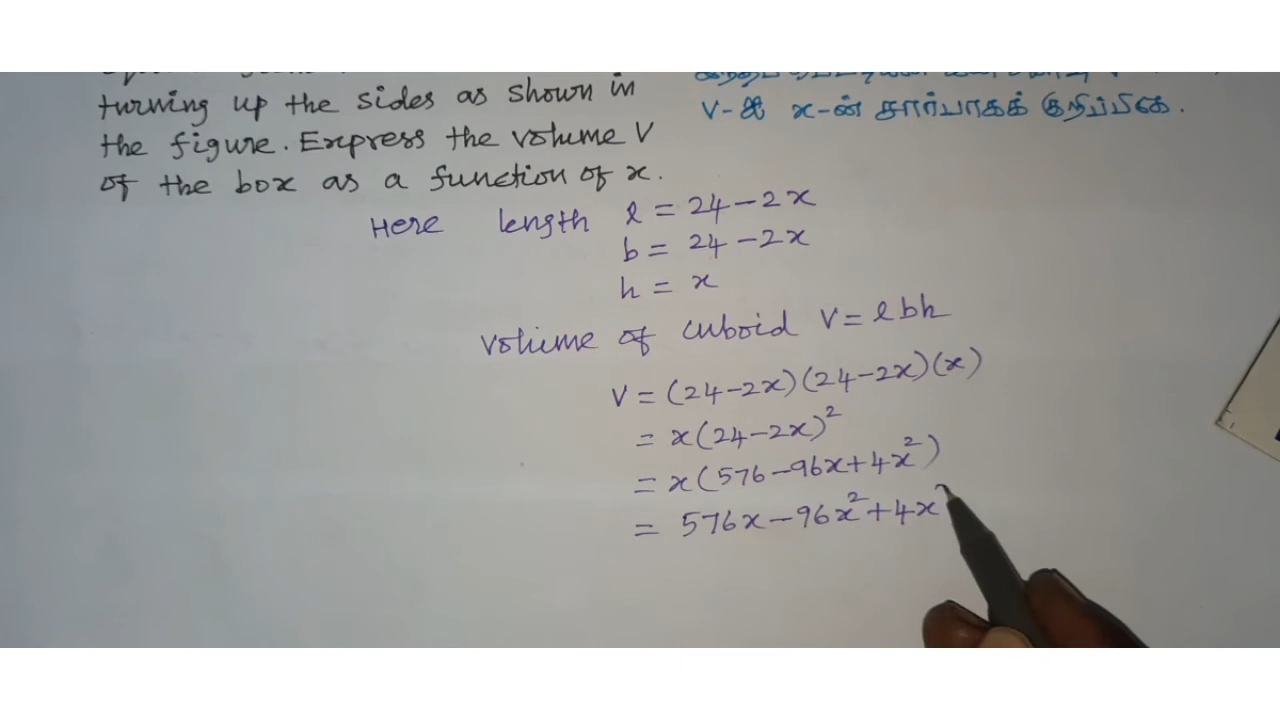 turning up the sides as shown in
the figure. Express the volume V
of the box as a function of x.
V-ஐ x-ன் சார்பாகக் குறிப்பிடுக.
Here length l = 24 - 2x
b = 24 - 2x
h = x
Volume of cuboid V = lbh
V = (24-2x)(24-2x)(x)
= x(24-2x)²
= x(576-96x+4x²)
= 576x-96x²+4x